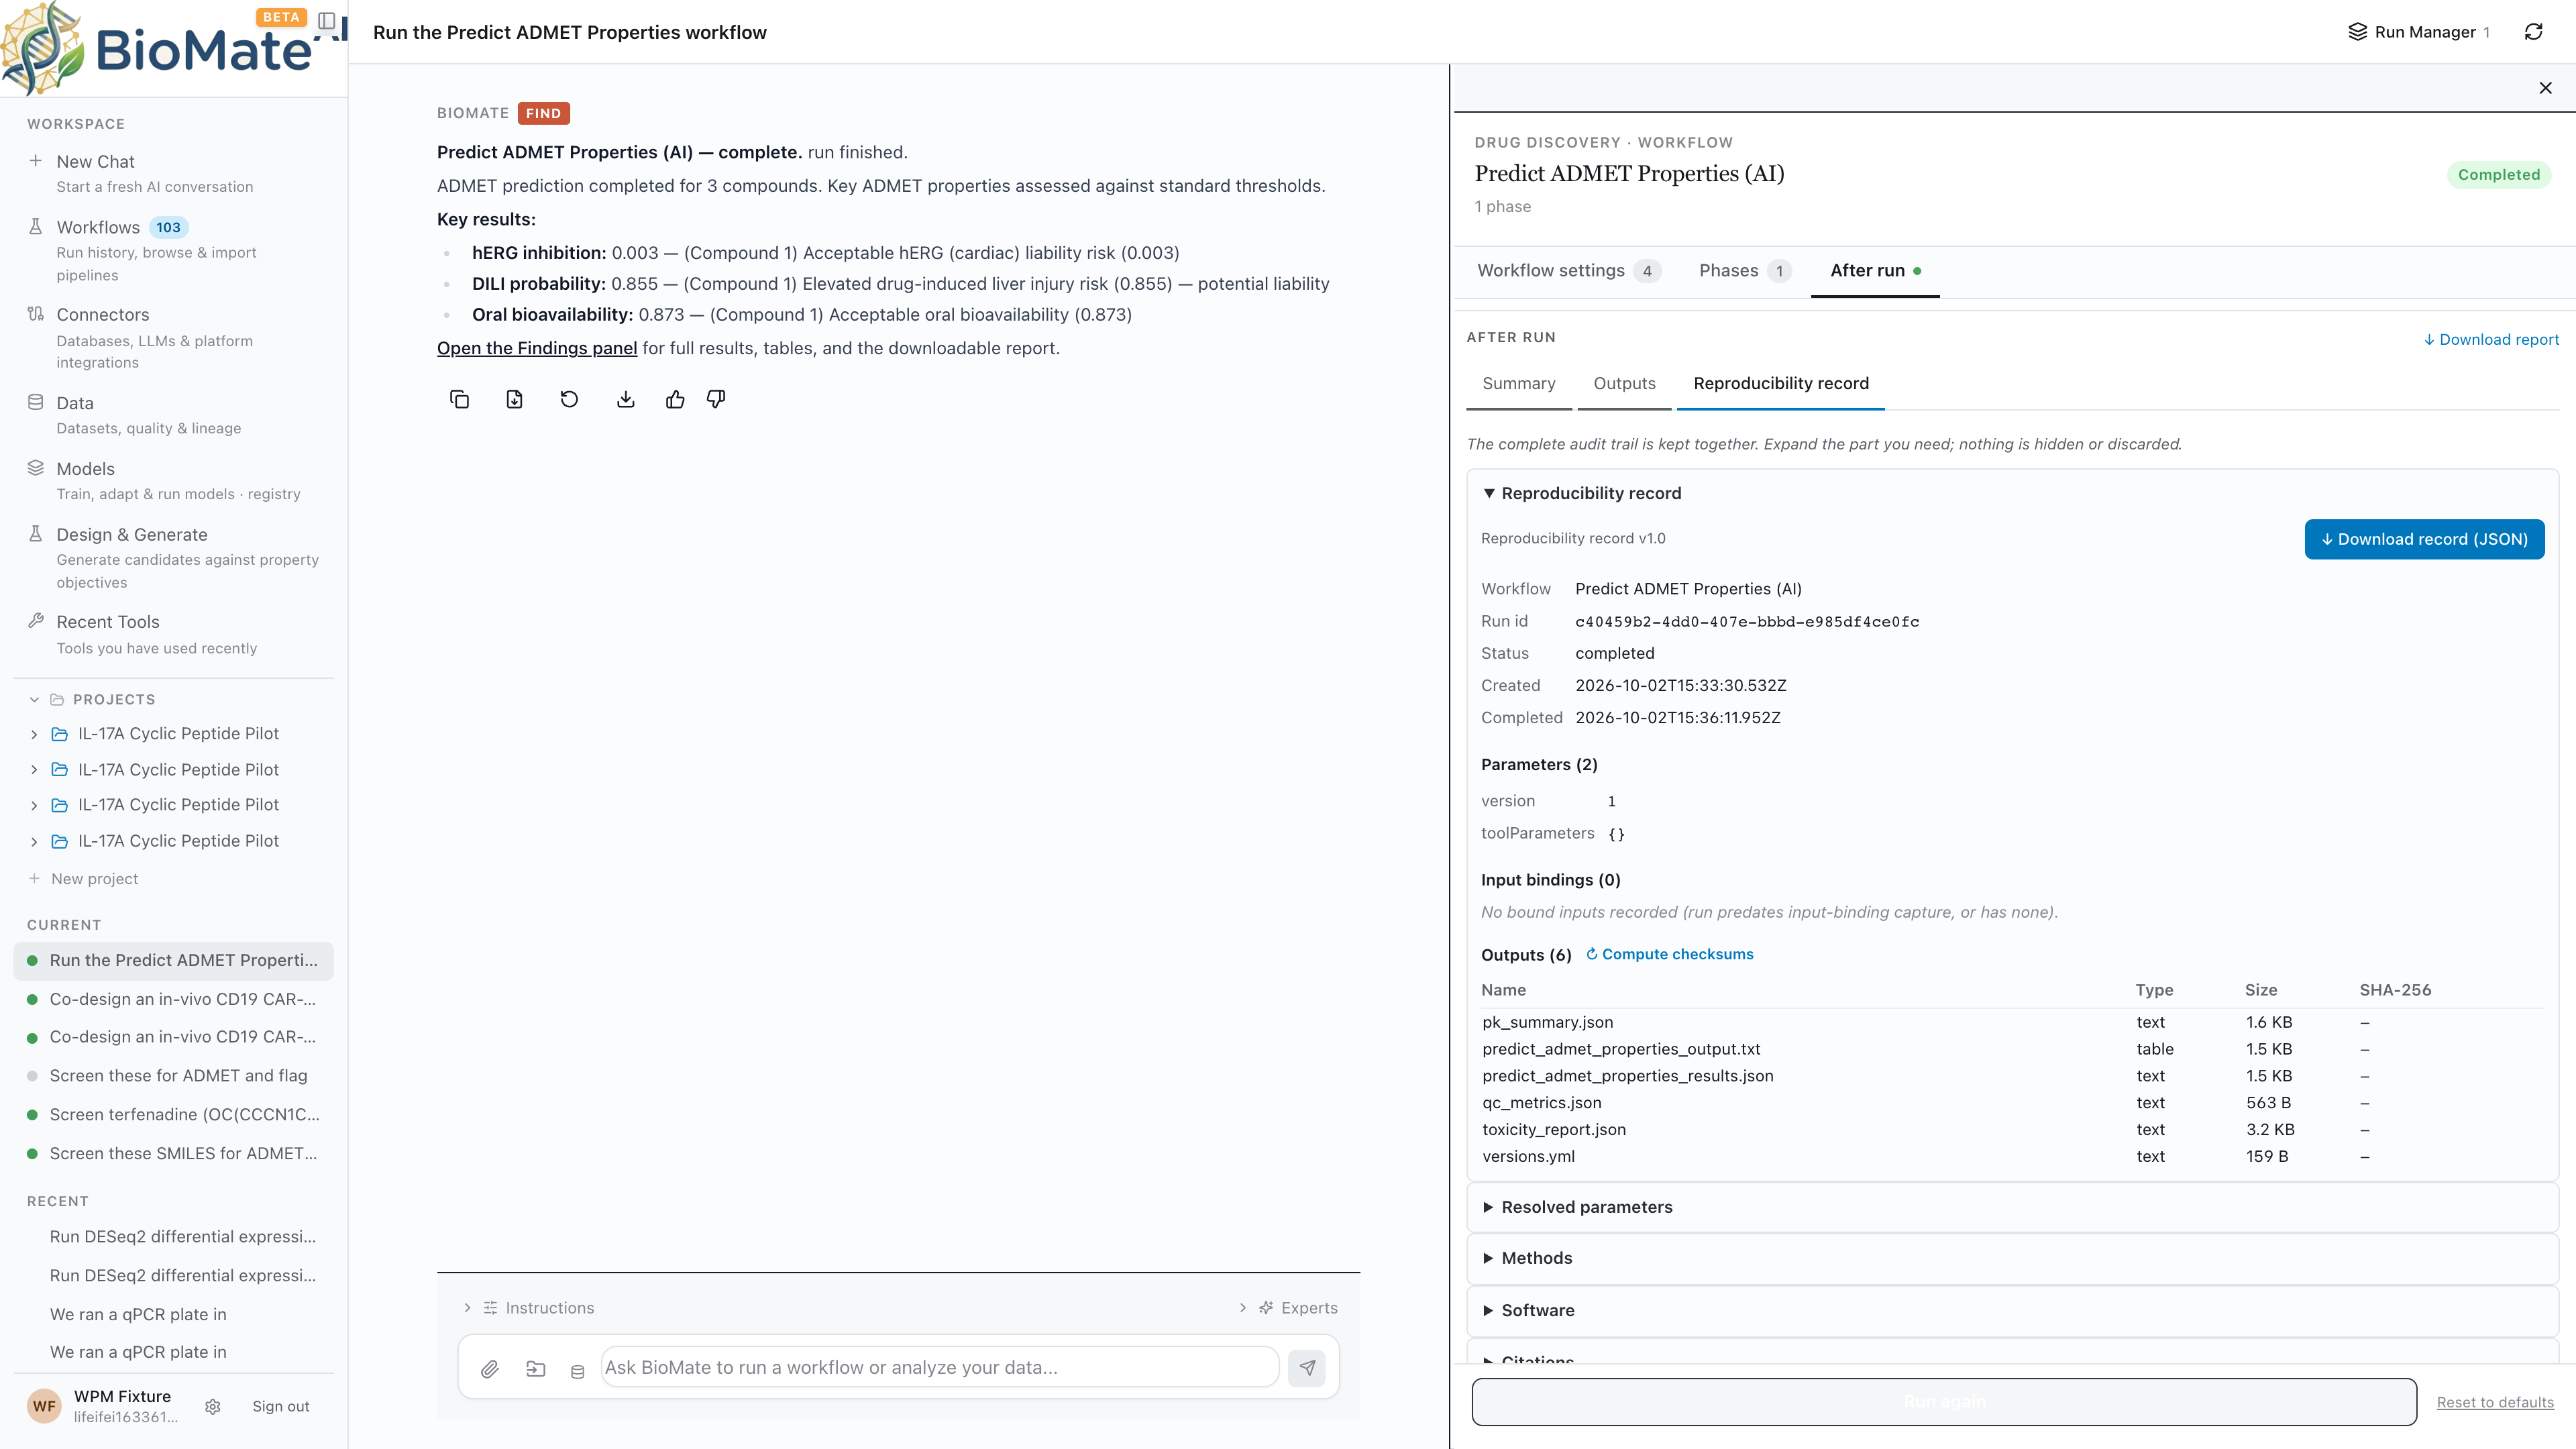 BioMate
BETA
WORKSPACE
New Chat
Start a fresh AI conversation
Workflows 103
Run history, browse & import
pipelines
Connectors
Databases, LLMs & platform
integrations
Data
Datasets, quality & lineage
Models
Train, adapt & run models · registry
Design & Generate
Generate candidates against property
objectives
Recent Tools
Tools you have used recently
PROJECTS
IL-17A Cyclic Peptide Pilot
IL-17A Cyclic Peptide Pilot
IL-17A Cyclic Peptide Pilot
IL-17A Cyclic Peptide Pilot
New project
CURRENT
Run the Predict ADMET Properti...
Co-design an in-vivo CD19 CAR-...
Co-design an in-vivo CD19 CAR-...
Screen these for ADMET and flag
Screen terfenadine (OC(CCCN1C...
Screen these SMILES for ADMET...
RECENT
Run DESeq2 differential expressi...
Run DESeq2 differential expressi...
We ran a qPCR plate in
We ran a qPCR plate in
WF
WPM Fixture
lifeifei163361...
Sign out
Run the Predict ADMET Properties workflow
Run Manager 1
BIOMATE FIND
Predict ADMET Properties (AI) — complete. run finished.
ADMET prediction completed for 3 compounds. Key ADMET properties assessed against standard thresholds.
Key results:
hERG inhibition: 0.003 — (Compound 1) Acceptable hERG (cardiac) liability risk (0.003)
DILI probability: 0.855 — (Compound 1) Elevated drug-induced liver injury risk (0.855) — potential liability
Oral bioavailability: 0.873 — (Compound 1) Acceptable oral bioavailability (0.873)
Open the Findings panel for full results, tables, and the downloadable report.
Instructions
Experts
Ask BioMate to run a workflow or analyze your data...
DRUG DISCOVERY · WORKFLOW
Predict ADMET Properties (AI)
Completed
1 phase
Workflow settings 4
Phases 1
After run
AFTER RUN
↓ Download report
Summary
Outputs
Reproducibility record
The complete audit trail is kept together. Expand the part you need; nothing is hidden or discarded.
▼ Reproducibility record
Reproducibility record v1.0
↓ Download record (JSON)
Workflow Predict ADMET Properties (AI)
Run id c40459b2-4dd0-407e-bbbd-e985df4ce0fc
Status completed
Created 2026-10-02T15:33:30.532Z
Completed 2026-10-02T15:36:11.952Z
Parameters (2)
version 1
toolParameters {}
Input bindings (0)
No bound inputs recorded (run predates input-binding capture, or has none).
Outputs (6) ↻ Compute checksums
Name Type Size SHA-256
pk_summary.json text 1.6 KB –
predict_admet_properties_output.txt table 1.5 KB –
predict_admet_properties_results.json text 1.5 KB –
qc_metrics.json text 563 B –
toxicity_report.json text 3.2 KB –
versions.yml text 159 B –
▶ Resolved parameters
▶ Methods
▶ Software
▶ Citations
Run again
Reset to defaults